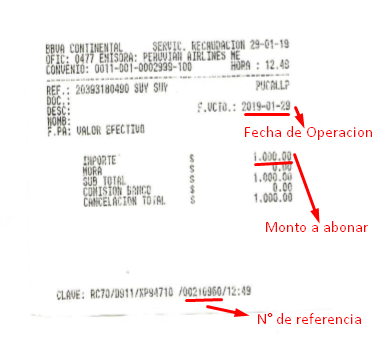 BBVA CONTINENTAL SERVIC. RECAUDACION 29-01-19
OFIC: 0477 EMISORA: PERUVIAN AIRLINES ME
CONVENIO: 0011-001-0002999-100 HORA : 12.48
REF.: 20393180490 SUY SUY PUCALLP
DOC.:
DESC: F.VCTO.: 2019-01-29
NOMB:
Fecha de Operacion
F.PA: VALOR EFECTIVO
IMPORTE $ 1.000.00
MORA $ 0.00
SUB TOTAL $ 1.000.00
COMISION BANCO $ 0.00
CANCELACION TOTAL $ 1.000.00
Monto a abonar
CLAVE: /00216960/12:49
N° de referencia